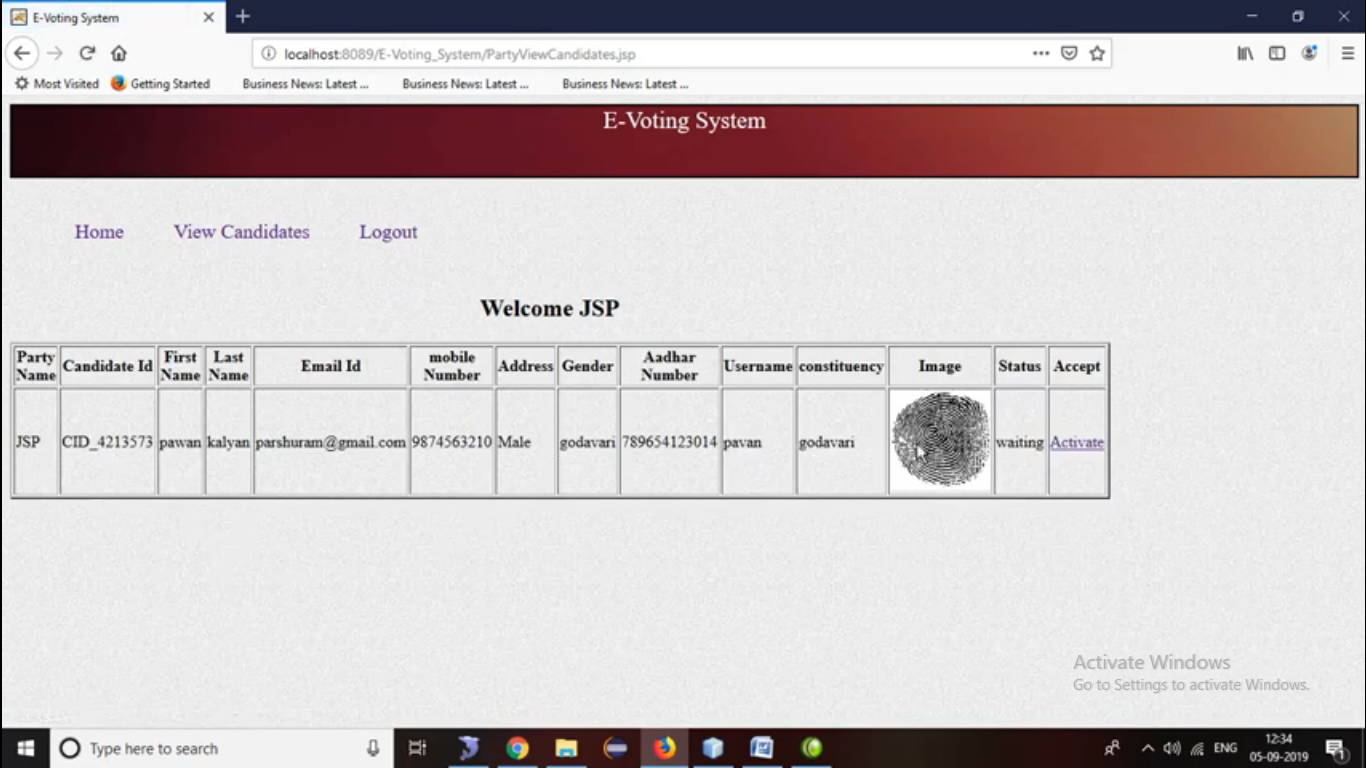 E-Voting System
localhost:8089/E-Voting_System/PartyViewCandidates.jsp
Most Visited Getting Started Business News: Latest ... Business News: Latest ... Business News: Latest ...
E-Voting System
Home View Candidates Logout
Welcome JSP
Party Name Candidate Id First Name Last Name Email Id mobile Number Address Gender Aadhar Number Username constituency Image Status Accept
JSP CID_4213573 pawan kalyan parshuram@gmail.com 9874563210 Male godavari 789654123014 pavan godavari waiting Activate
Activate Windows
Go to Settings to activate Windows.
Type here to search
ENG
12:34
05-09-2019
1